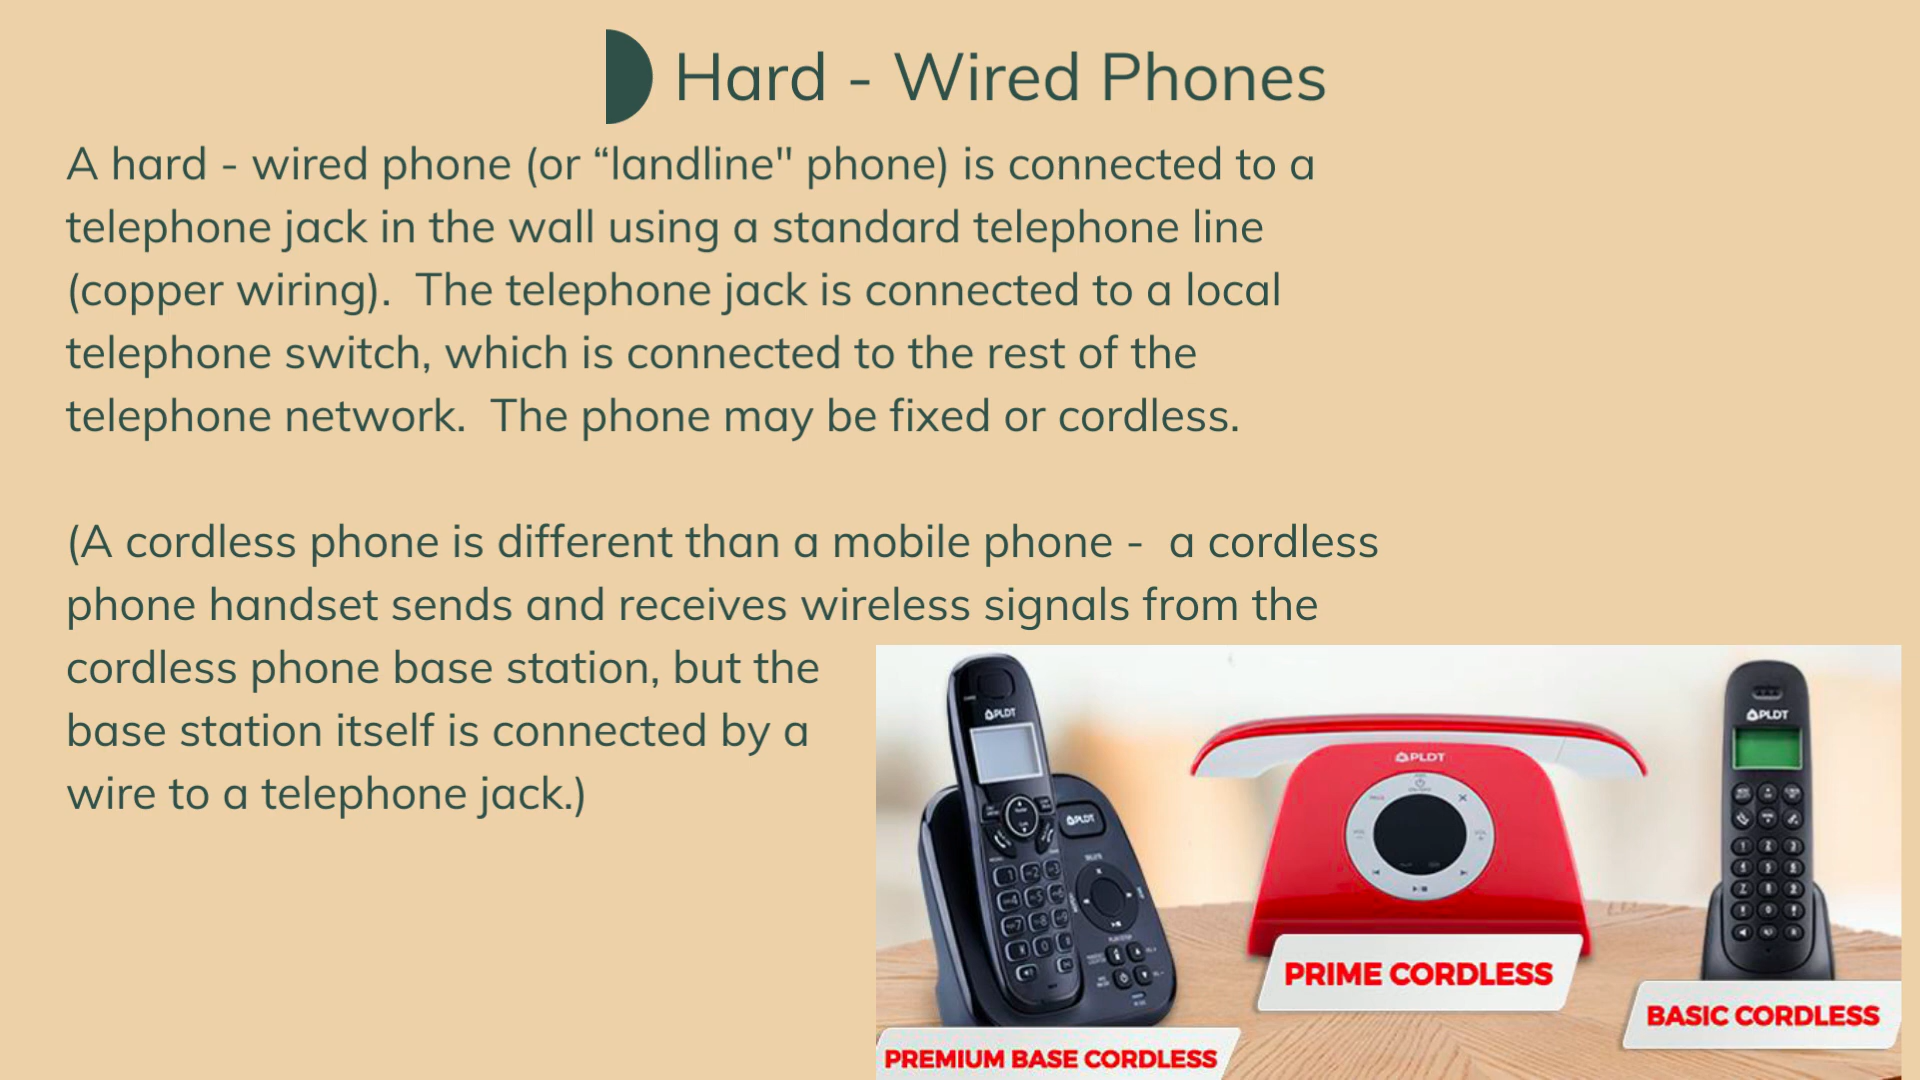 Hard - Wired Phones
A hard - wired phone (or “landline" phone) is connected to a
telephone jack in the wall using a standard telephone line
(copper wiring).  The telephone jack is connected to a local
telephone switch, which is connected to the rest of the
telephone network.  The phone may be fixed or cordless.
(A cordless phone is different than a mobile phone -  a cordless
phone handset sends and receives wireless signals from the
cordless phone base station, but the
base station itself is connected by a
wire to a telephone jack.)
PLDT
PLDT
PLDT
PLDT
PRIME CORDLESS
BASIC CORDLESS
PREMIUM BASE CORDLESS